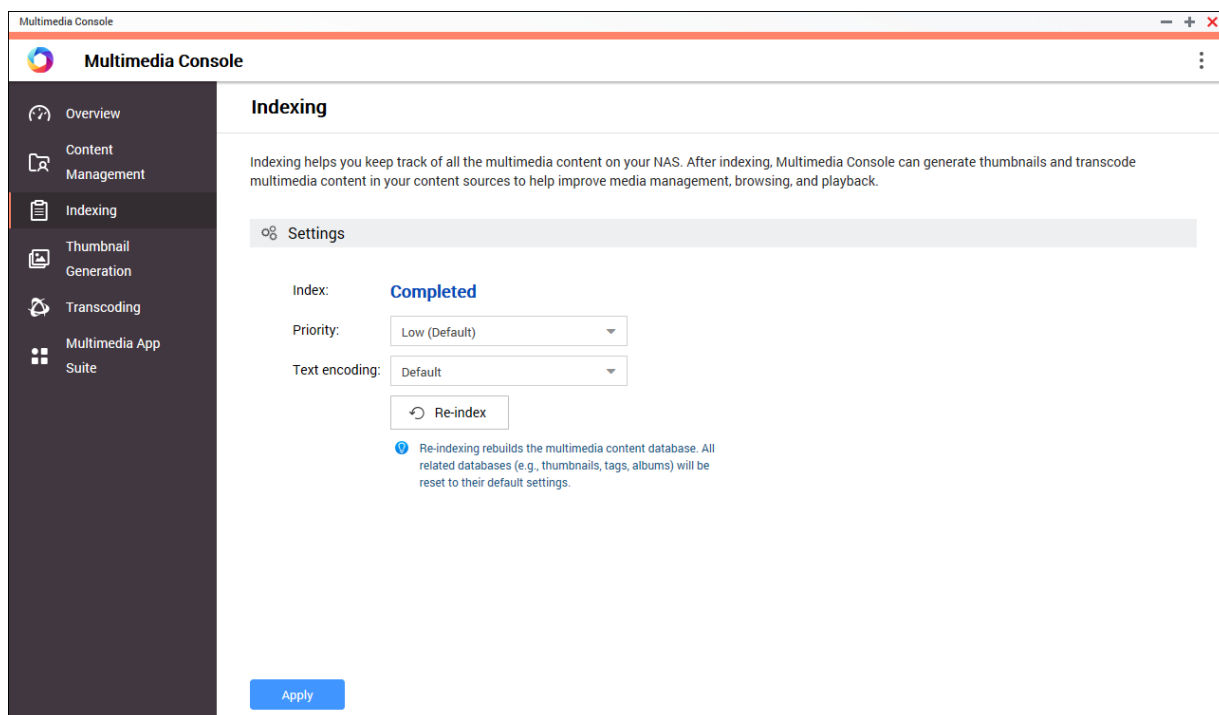 Multimedia Console
Multimedia Console
Overview
Content
Management
Indexing
Thumbnail
Generation
Transcoding
Multimedia App
Suite
Indexing
Indexing helps you keep track of all the multimedia content on your NAS. After indexing, Multimedia Console can generate thumbnails and transcode
multimedia content in your content sources to help improve media management, browsing, and playback.
Settings
Index: Completed
Priority: Low (Default)
Text encoding: Default
Re-index
Re-indexing rebuilds the multimedia content database. All
related databases (e.g., thumbnails, tags, albums) will be
reset to their default settings.
Apply